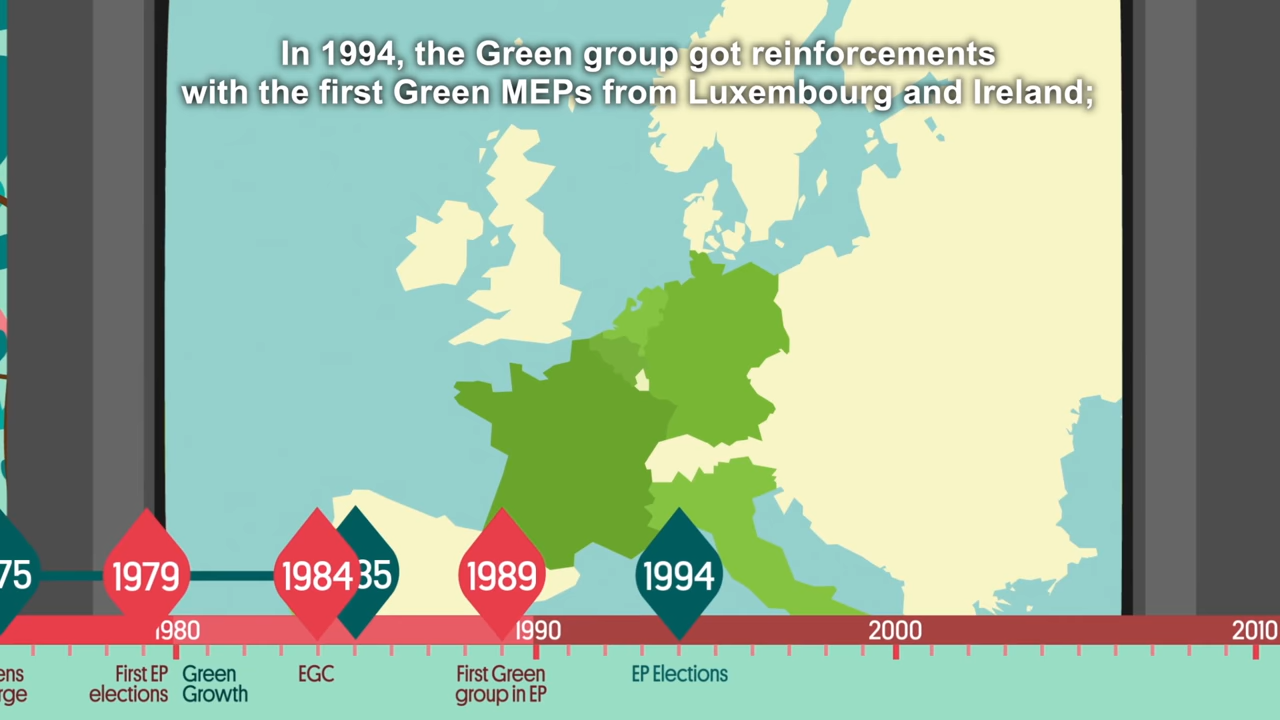 In 1994, the Green group got reinforcements
with the first Green MEPs from Luxembourg and Ireland;
75
1979
1984
85
1989
1994
1980
1990
2000
2010
ens
rge
First EP
elections
Green
Growth
EGC
First Green
group in EP
EP Elections